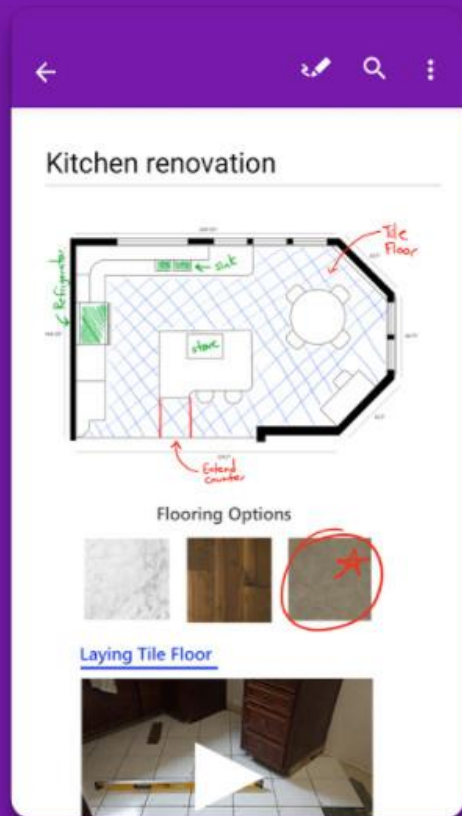 Kitchen renovation
Tile
Floor
Refrigerator
sink
stove
Extend
counter
Flooring Options
Laying Tile Floor